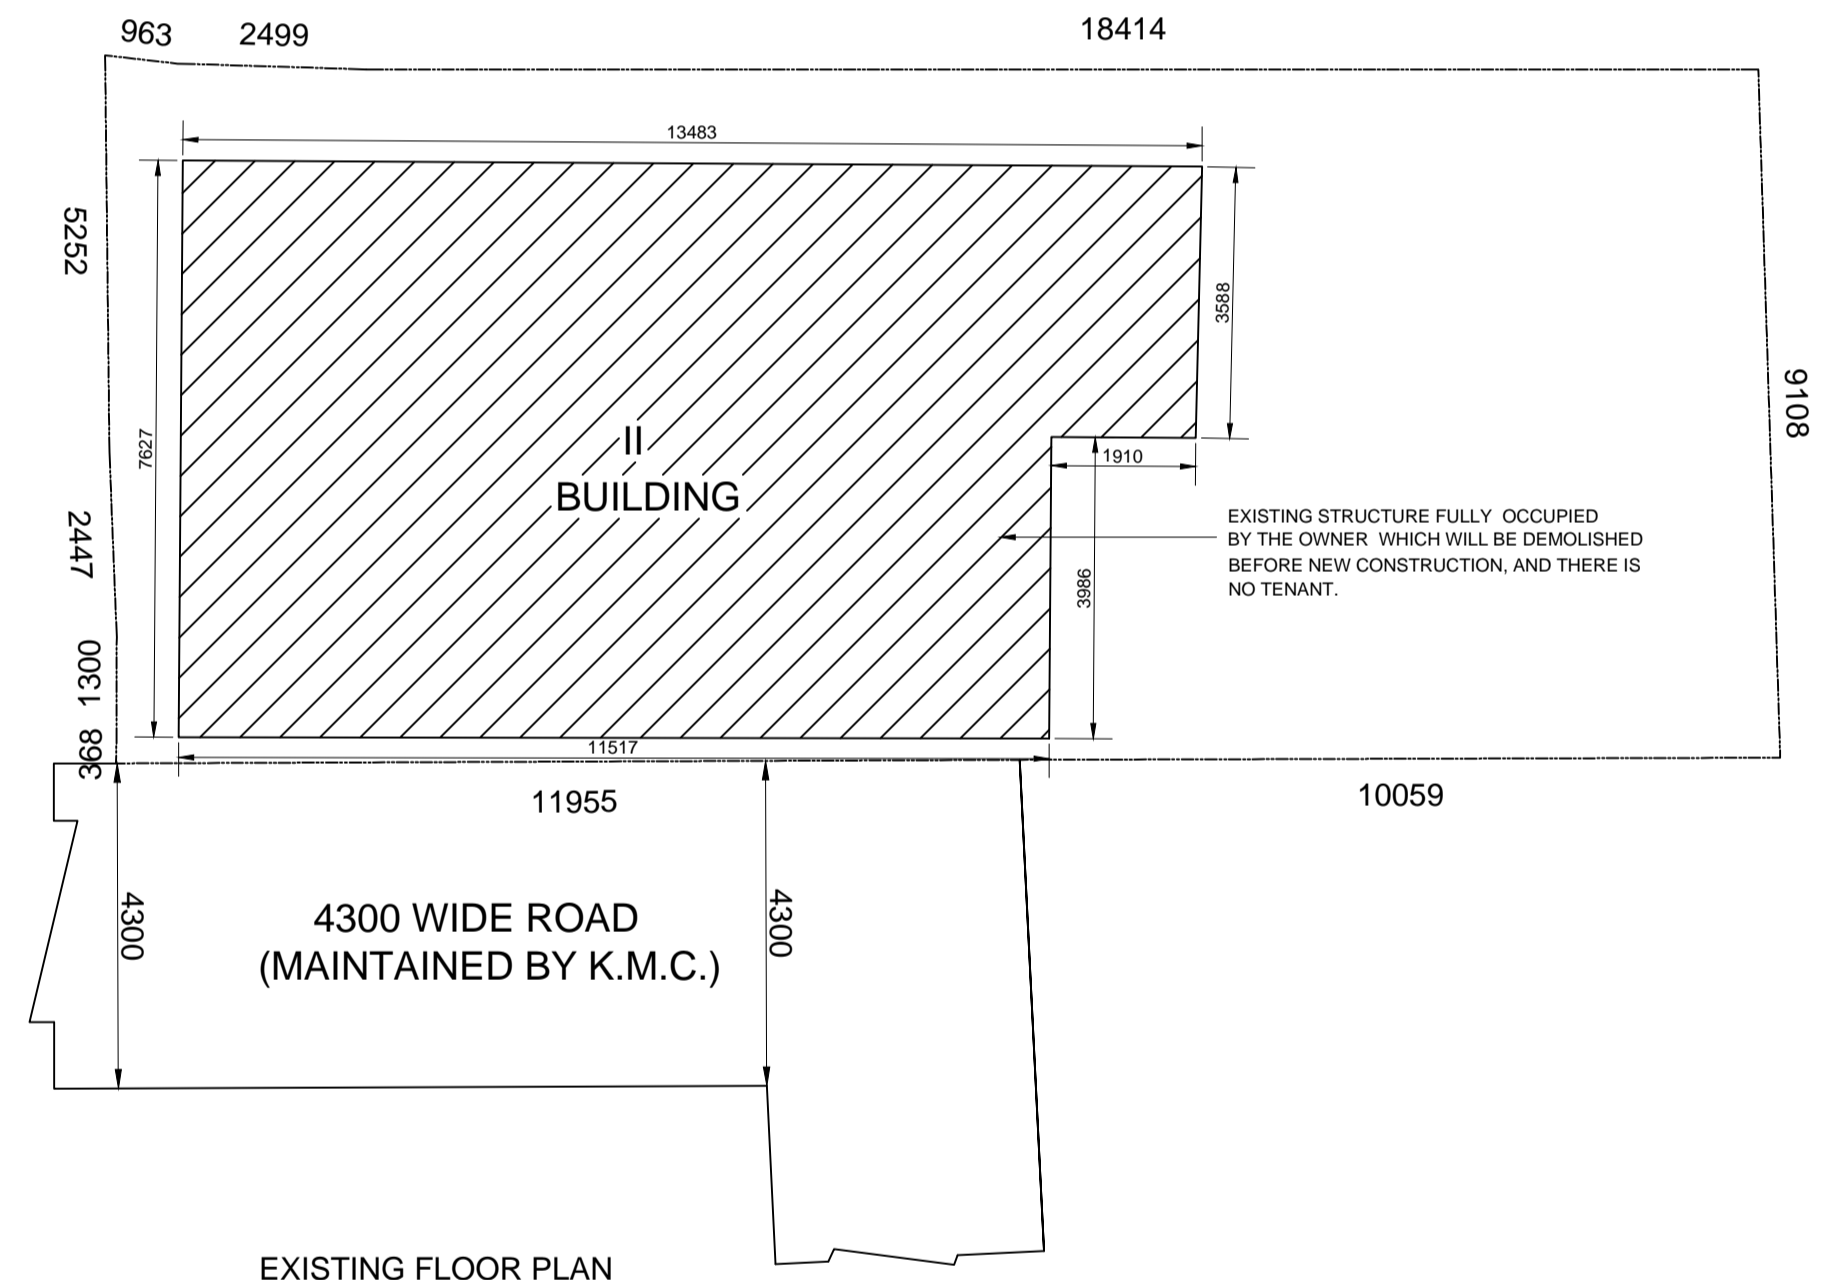 963 2499 18414
13483
5252
3588
7627
9108
II
BUILDING
1910
EXISTING STRUCTURE FULLY OCCUPIED
BY THE OWNER WHICH WILL BE DEMOLISHED
BEFORE NEW CONSTRUCTION, AND THERE IS
NO TENANT.
2447
3986
1300
368
11517
11955
10059
4300
4300
4300 WIDE ROAD
(MAINTAINED BY K.M.C.)
EXISTING FLOOR PLAN